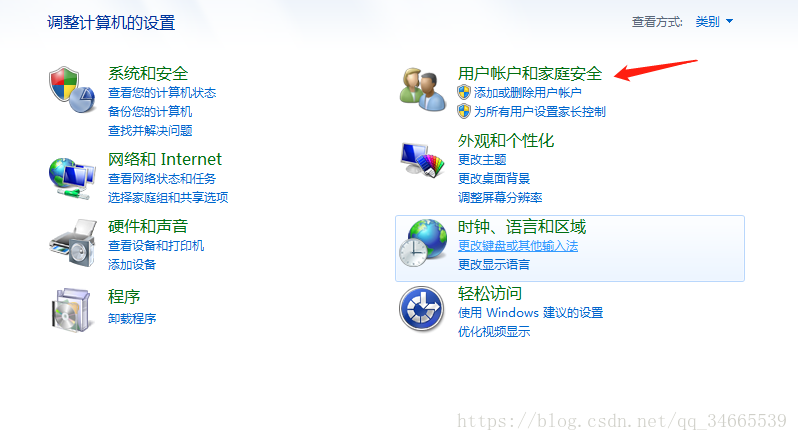 调整计算机的设置
查看方式: 类别
系统和安全
查看您的计算机状态
备份您的计算机
查找并解决问题
网络和 Internet
查看网络状态和任务
选择家庭组和共享选项
硬件和声音
查看设备和打印机
添加设备
程序
卸载程序
用户帐户和家庭安全
添加或删除用户帐户
为所有用户设置家长控制
外观和个性化
更改主题
更改桌面背景
调整屏幕分辨率
时钟、语言和区域
更改键盘或其他输入法
更改显示语言
轻松访问
使用 Windows 建议的设置
优化视频显示
https://blog.csdn.net/qq_34665539